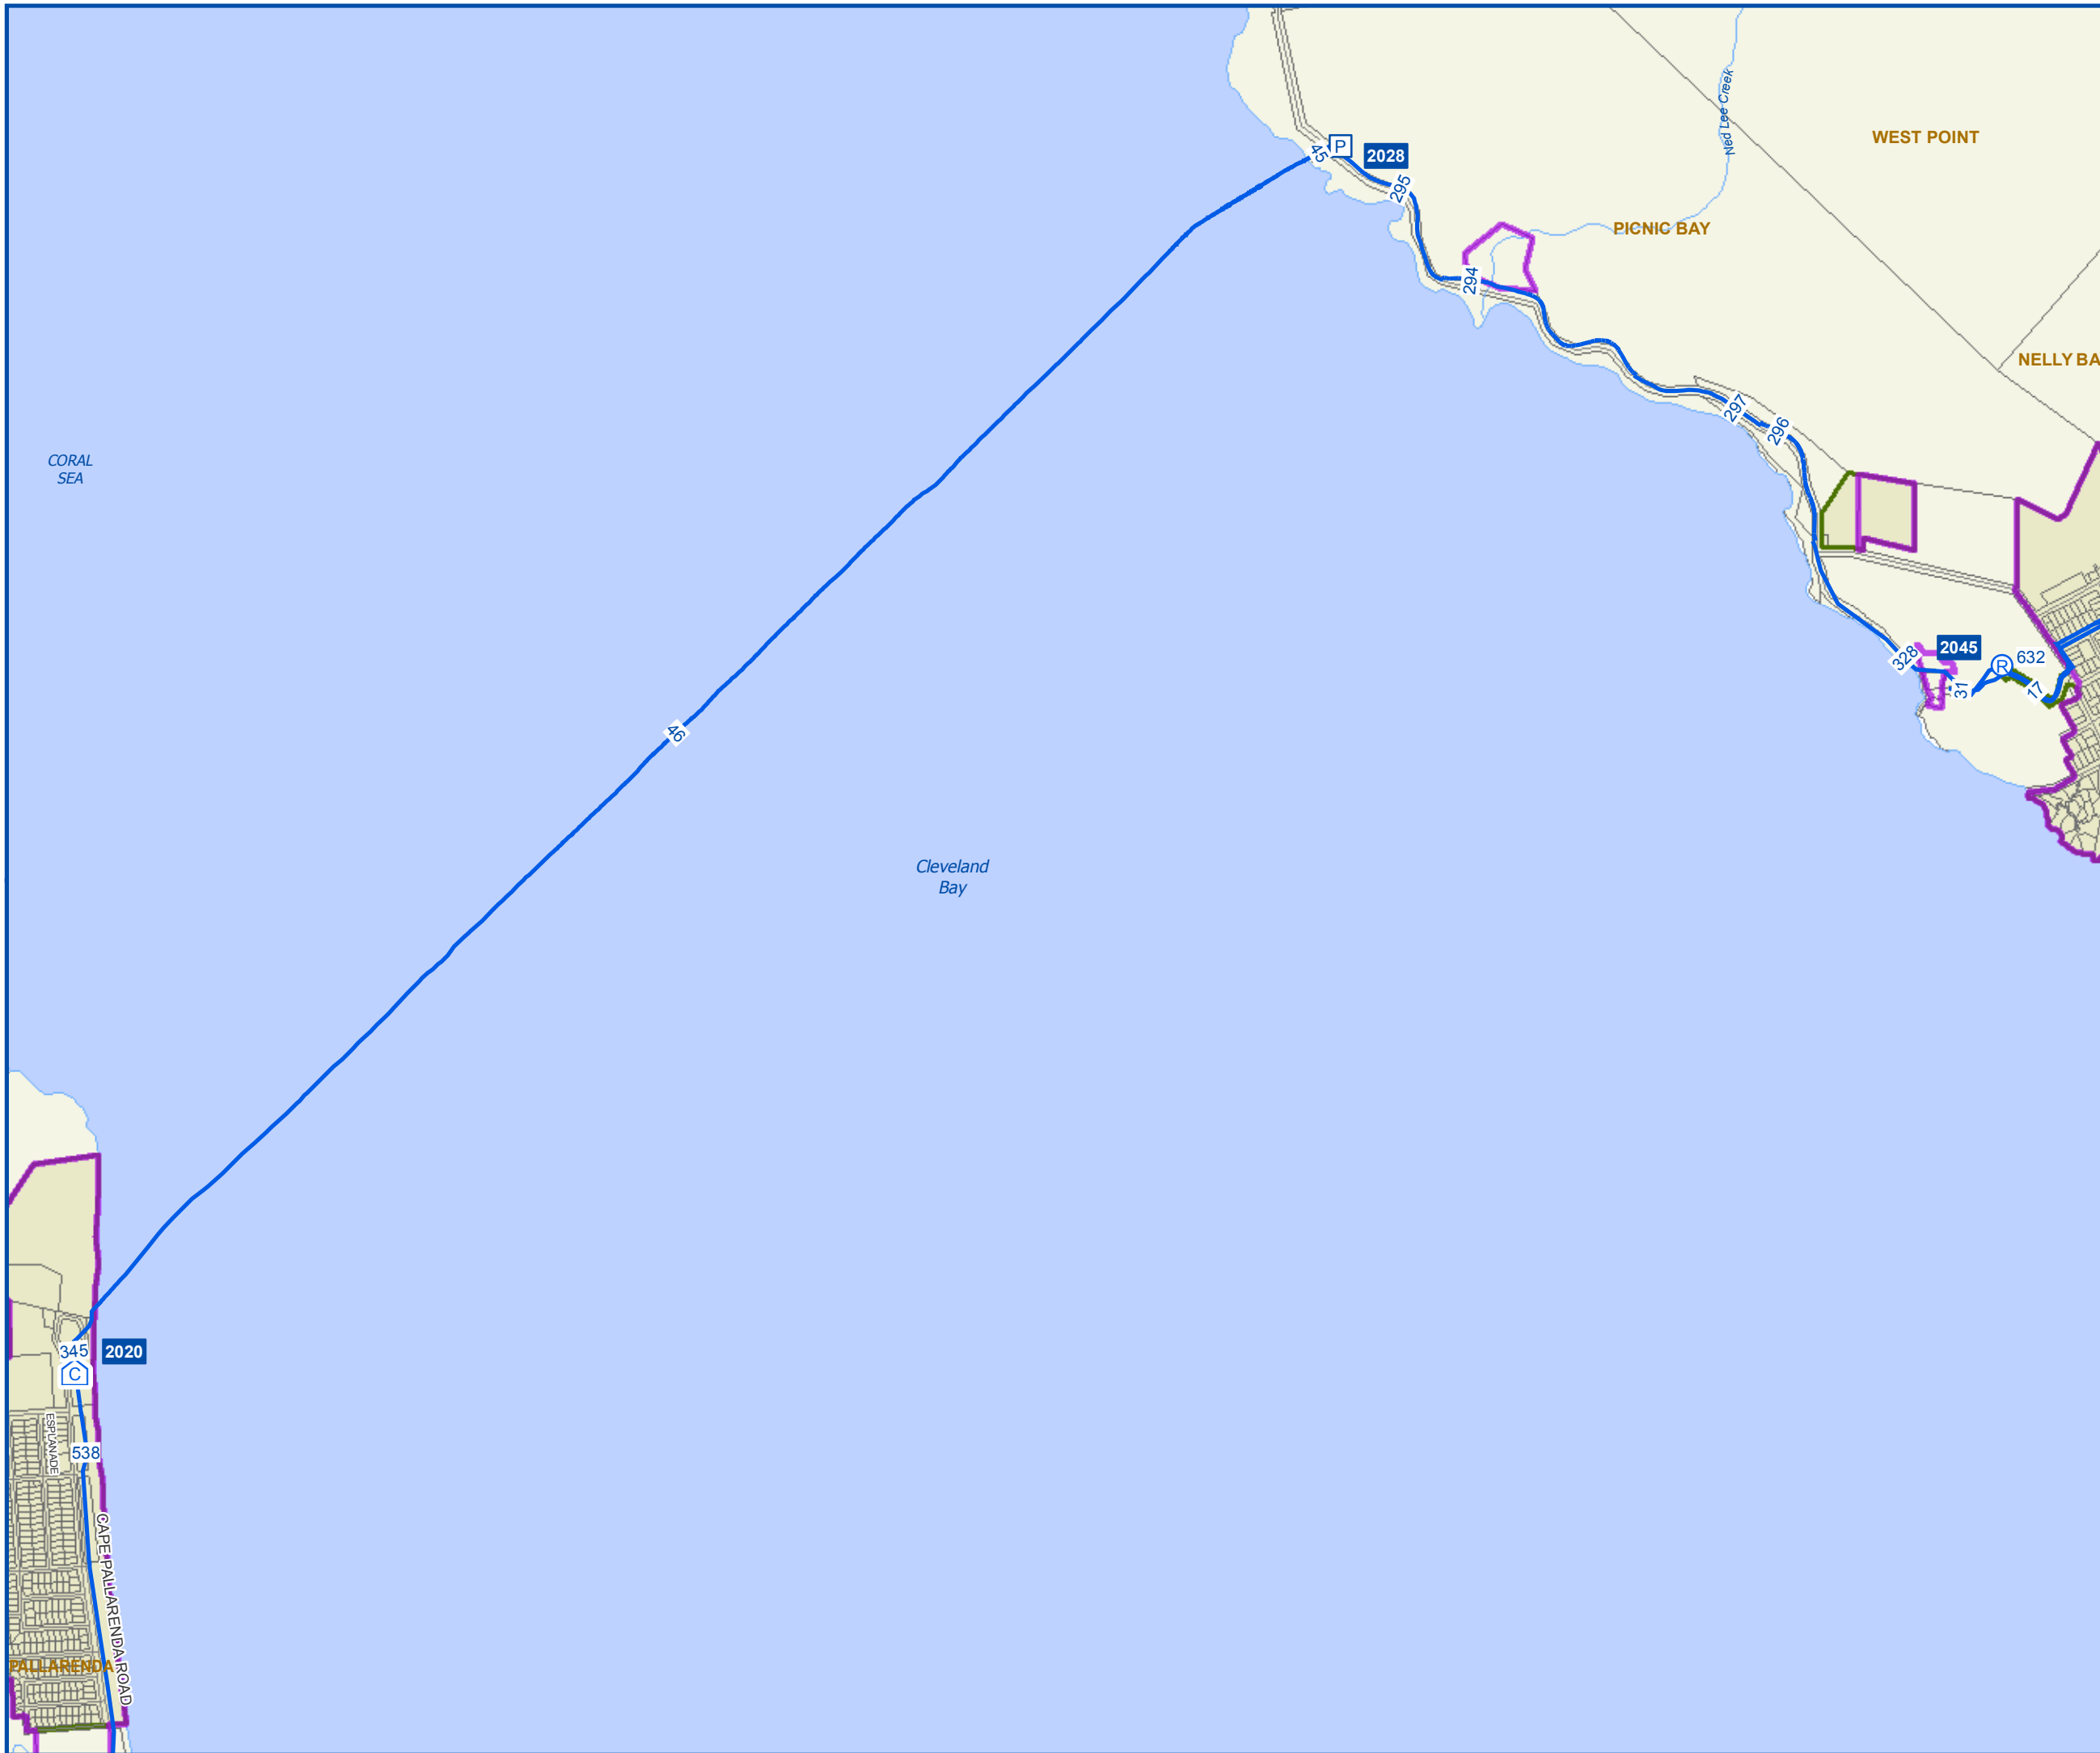 Ned Lee Creek
WEST POINT
45
P
2028
295
PICNIC BAY
294
NELLY BA
297
296
CORAL
SEA
2045
328
31
R
632
17
46
Cleveland
Bay
345
2020
C
538
ESPLANADE
CAPE PALLARENDA ROAD
PALLARENDA